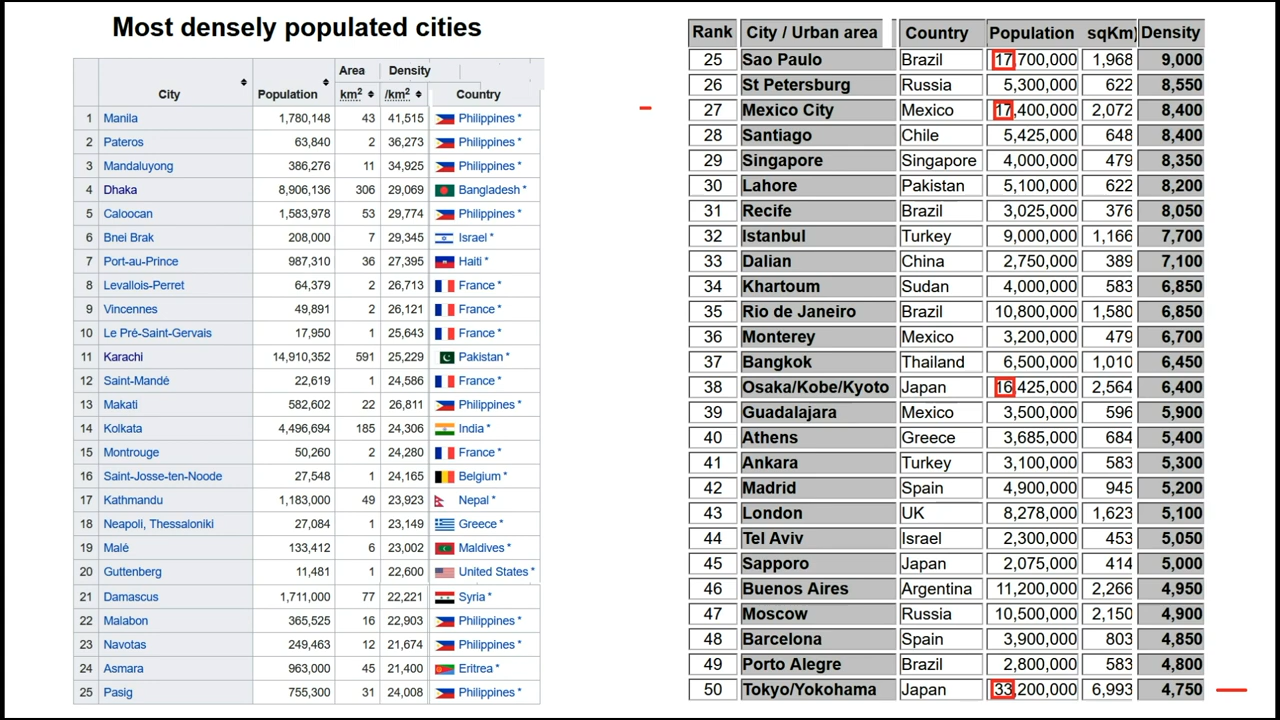 Most densely populated cities
City Population Area km² Density /km² Country
1 Manila 1,780,148 43 41,515 Philippines *
2 Pateros 63,840 2 36,273 Philippines *
3 Mandaluyong 386,276 11 34,925 Philippines *
4 Dhaka 8,906,136 306 29,069 Bangladesh *
5 Caloocan 1,583,978 53 29,774 Philippines *
6 Bnei Brak 208,000 7 29,345 Israel *
7 Port-au-Prince 987,310 36 27,395 Haiti *
8 Levallois-Perret 64,379 2 26,713 France *
9 Vincennes 49,891 2 26,121 France *
10 Le Pré-Saint-Gervais 17,950 1 25,643 France *
11 Karachi 14,910,352 591 25,229 Pakistan *
12 Saint-Mandé 22,619 1 24,586 France *
13 Makati 582,602 22 26,811 Philippines *
14 Kolkata 4,496,694 185 24,306 India *
15 Montrouge 50,260 2 24,280 France *
16 Saint-Josse-ten-Noode 27,548 1 24,165 Belgium *
17 Kathmandu 1,183,000 49 23,923 Nepal *
18 Neapoli, Thessaloniki 27,084 1 23,149 Greece *
19 Malé 133,412 6 23,002 Maldives *
20 Guttenberg 11,481 1 22,600 United States *
21 Damascus 1,711,000 77 22,221 Syria *
22 Malabon 365,525 16 22,903 Philippines *
23 Navotas 249,463 12 21,674 Philippines *
24 Asmara 963,000 45 21,400 Eritrea *
25 Pasig 755,300 31 24,008 Philippines *
Rank City / Urban area Country Population sqKm) Density
25 Sao Paulo Brazil 17,700,000 1,968 9,000
26 St Petersburg Russia 5,300,000 622 8,550
27 Mexico City Mexico 17,400,000 2,072 8,400
28 Santiago Chile 5,425,000 648 8,400
29 Singapore Singapore 4,000,000 479 8,350
30 Lahore Pakistan 5,100,000 622 8,200
31 Recife Brazil 3,025,000 376 8,050
32 Istanbul Turkey 9,000,000 1,166 7,700
33 Dalian China 2,750,000 389 7,100
34 Khartoum Sudan 4,000,000 583 6,850
35 Rio de Janeiro Brazil 10,800,000 1,580 6,850
36 Monterey Mexico 3,200,000 479 6,700
37 Bangkok Thailand 6,500,000 1,010 6,450
38 Osaka/Kobe/Kyoto Japan 16,425,000 2,564 6,400
39 Guadalajara Mexico 3,500,000 596 5,900
40 Athens Greece 3,685,000 684 5,400
41 Ankara Turkey 3,100,000 583 5,300
42 Madrid Spain 4,900,000 945 5,200
43 London UK 8,278,000 1,623 5,100
44 Tel Aviv Israel 2,300,000 453 5,050
45 Sapporo Japan 2,075,000 414 5,000
46 Buenos Aires Argentina 11,200,000 2,266 4,950
47 Moscow Russia 10,500,000 2,150 4,900
48 Barcelona Spain 3,900,000 803 4,850
49 Porto Alegre Brazil 2,800,000 583 4,800
50 Tokyo/Yokohama Japan 33,200,000 6,993 4,750